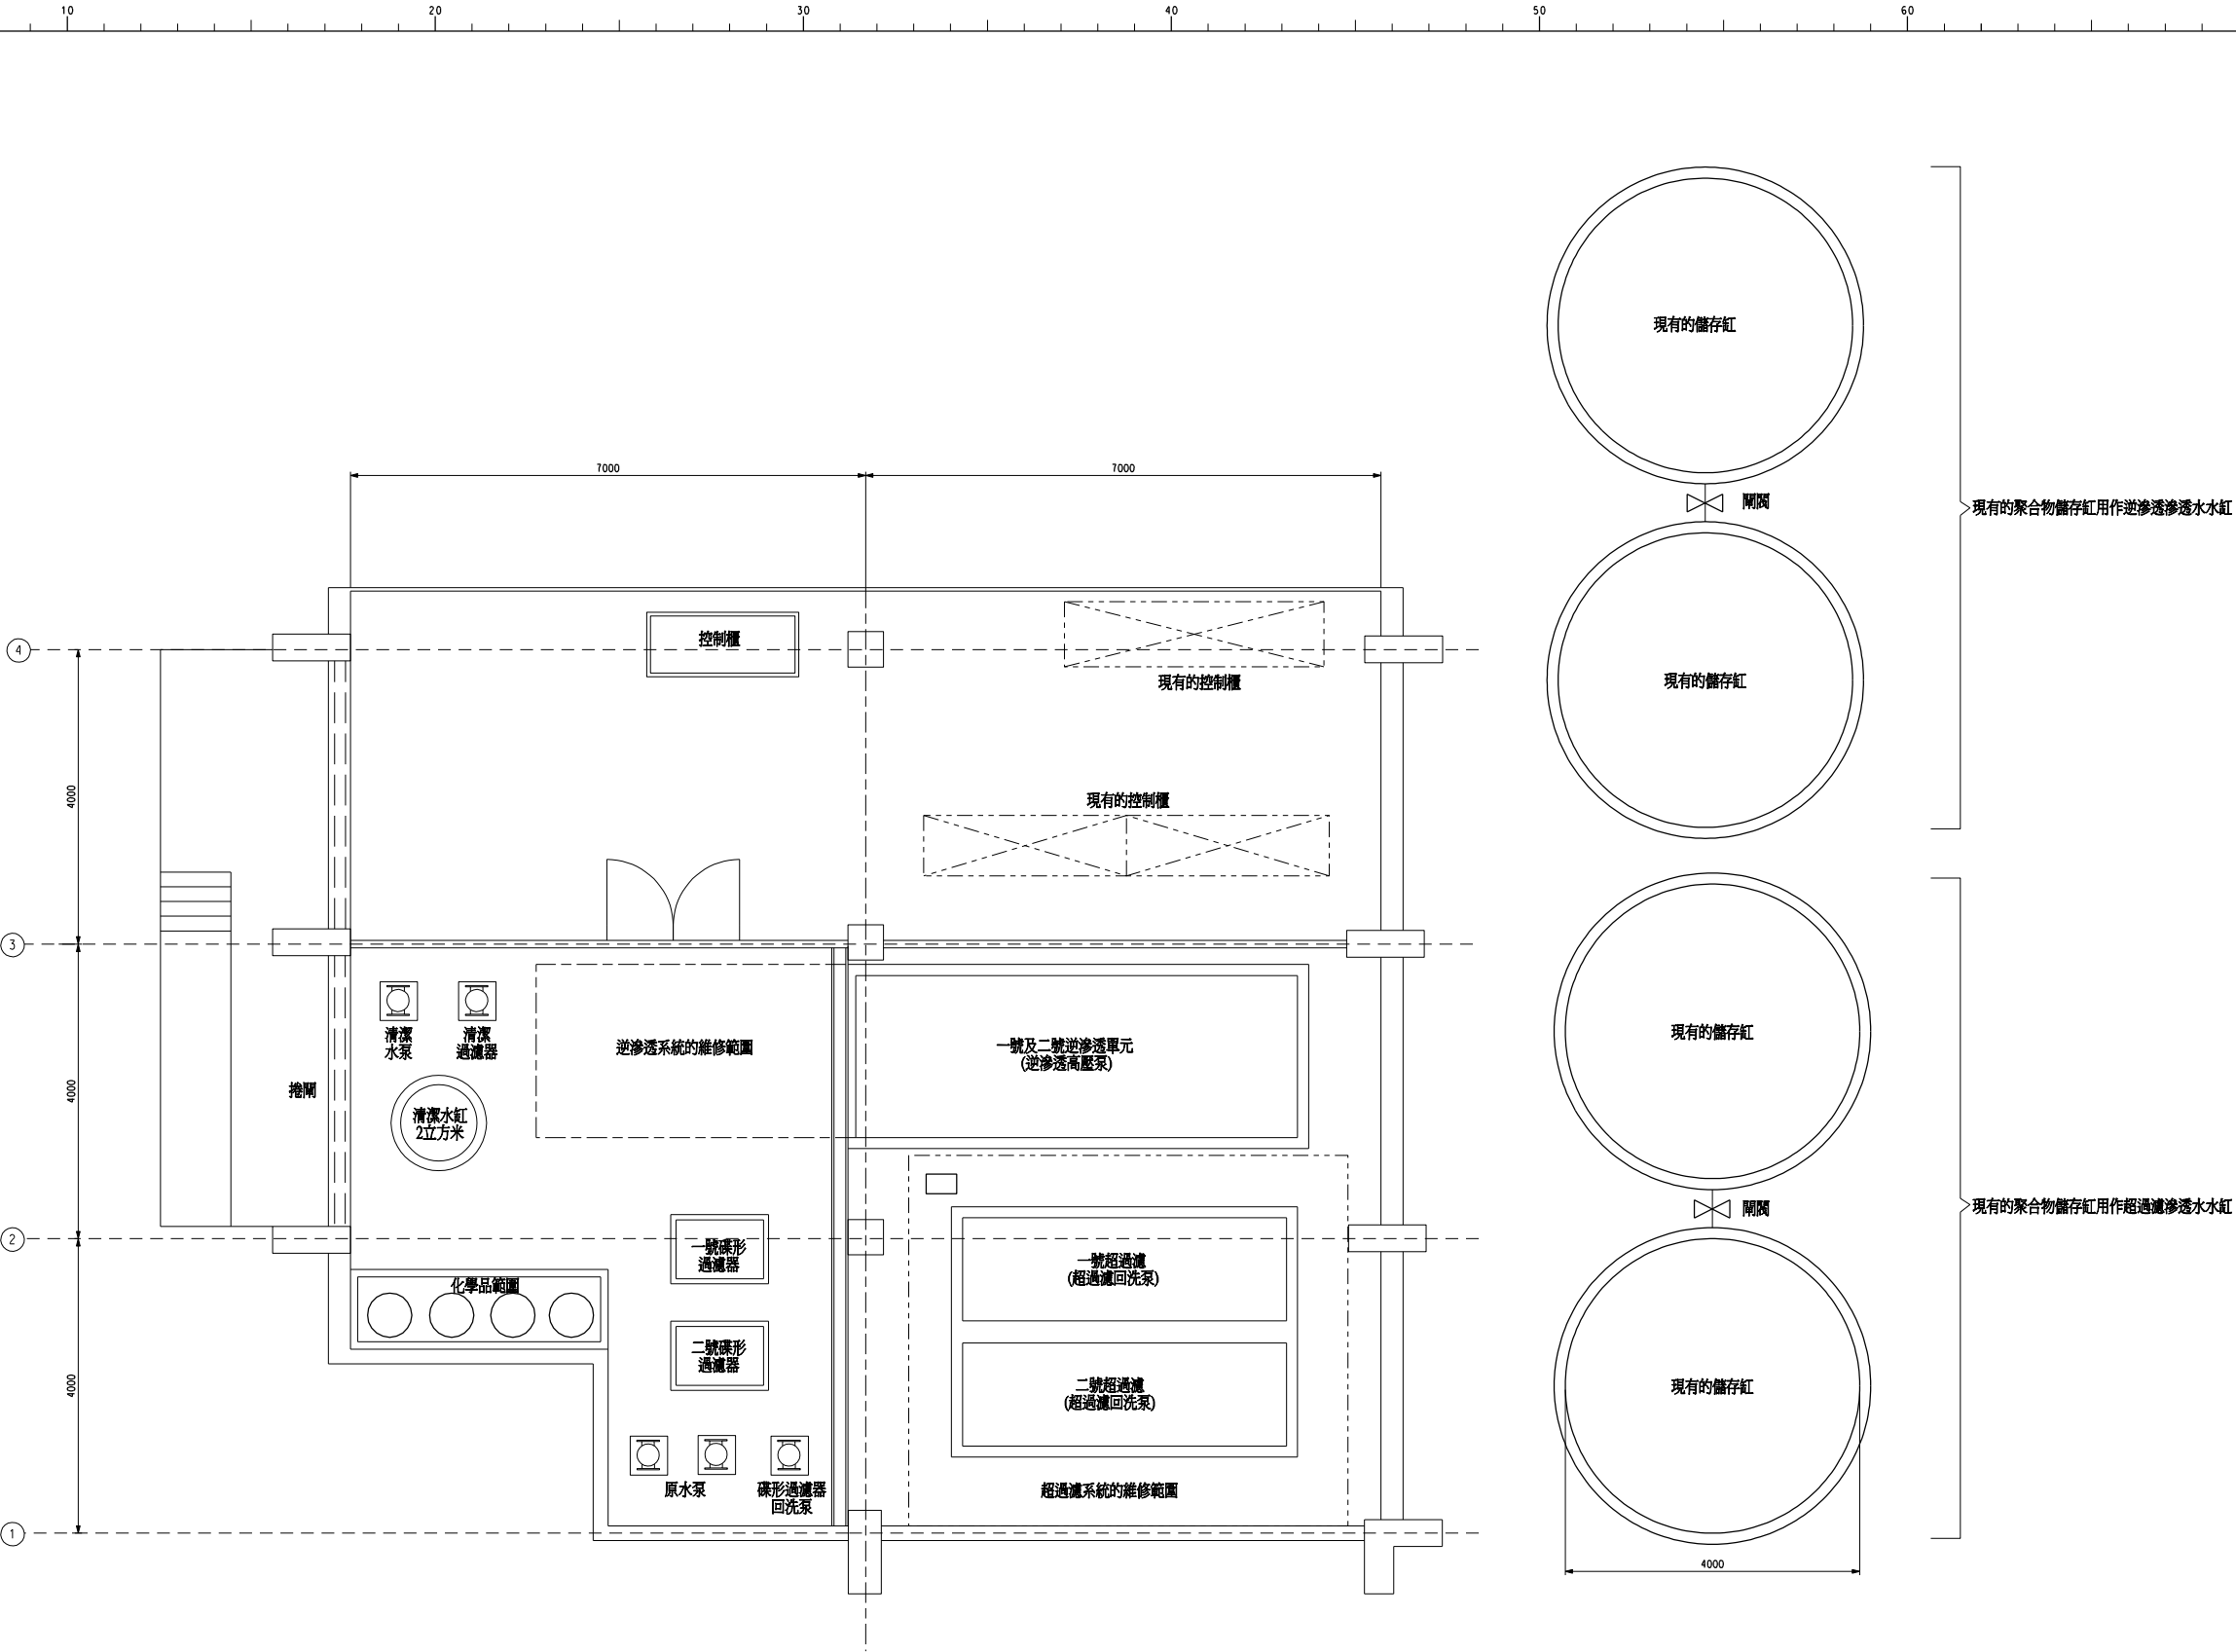 10
20
30
40
50
60
現有的儲存缸
7000
7000
閘閥
現有的聚合物儲存缸用作逆滲透滲透水水缸
4
控制櫃
現有的控制櫃
現有的儲存缸
4000
現有的控制櫃
3
清潔
水泵
清潔
過濾器
逆滲透系統的維修範圍
一號及二號逆滲透單元
(逆滲透高壓泵)
現有的儲存缸
捲閘
4000
清潔水缸
2立方米
閘閥
現有的聚合物儲存缸用作超過濾滲透水水缸
2
一號碟形
過濾器
一號超過濾
(超過濾回洗泵)
化學品範圍
二號碟形
過濾器
4000
二號超過濾
(超過濾回洗泵)
現有的儲存缸
原水泵
碟形過濾器
回洗泵
超過濾系統的維修範圍
1
4000